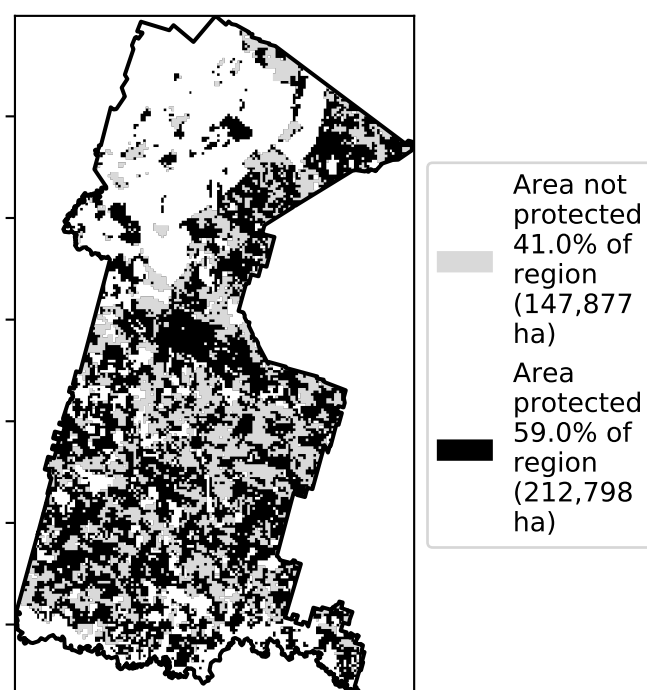 Area not
protected
41.0% of
region
(147,877
ha)
Area
protected
59.0% of
region
(212,798
ha)